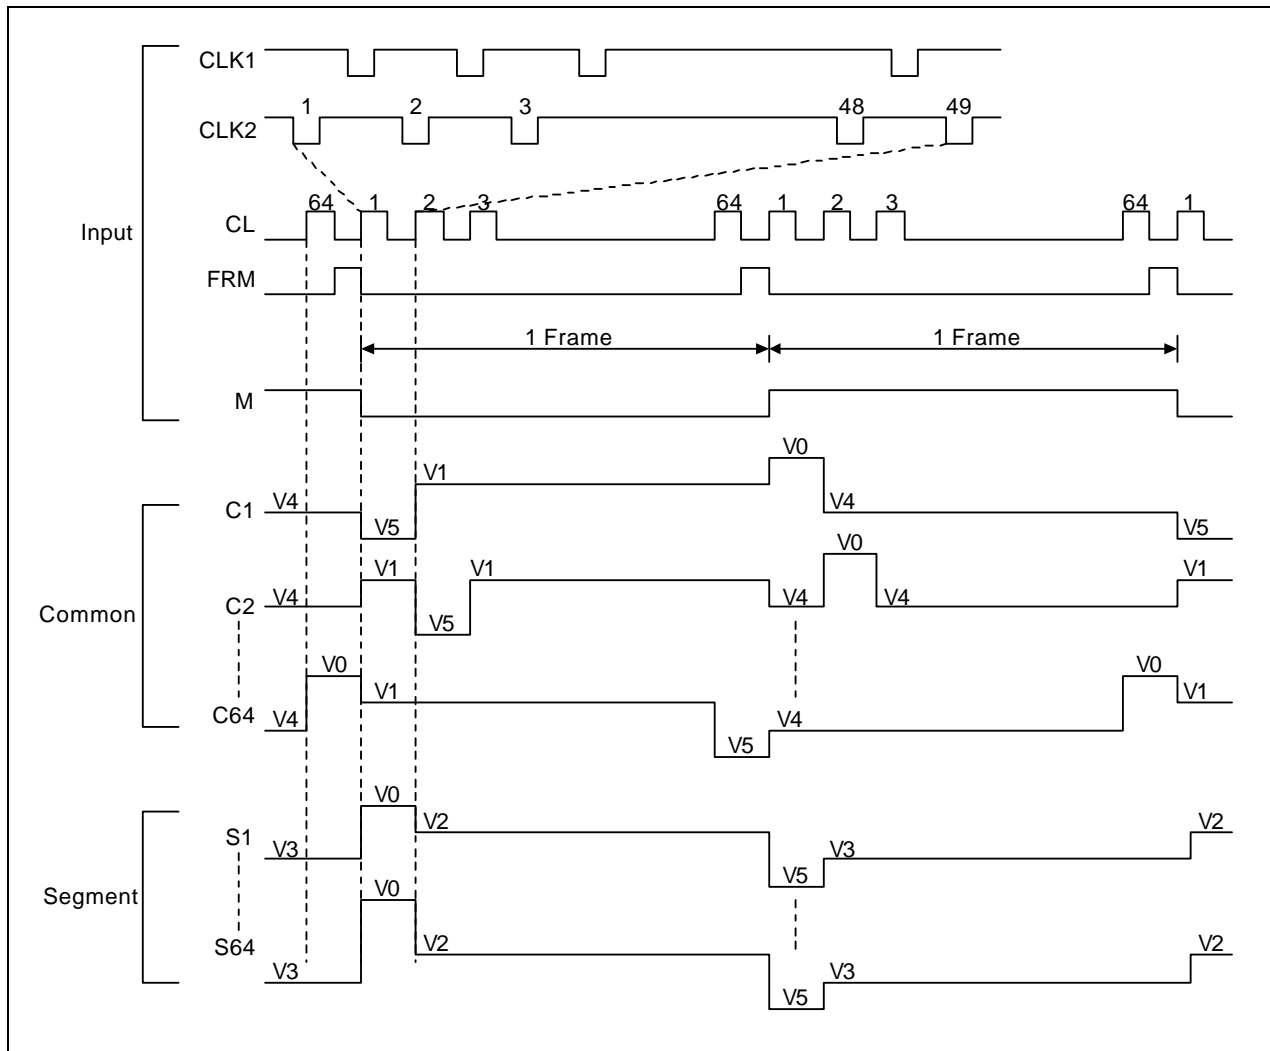 CLK1
1 2 3 48 49
CLK2
64 1 2 3 64 1 2 3 64 1
CL
Input
FRM
1 Frame 1 Frame
M
V0
V1
C1 V4 V4
V5 V5
V0
V1 V1 V1
C2 V4 V4 V4
Common
V5
V0 V0
V1 V1
C64 V4 V4
V5
V0
S1 V2 V2
V3 V3
V5
V0
Segment
S64 V2 V2
V3 V3
V5